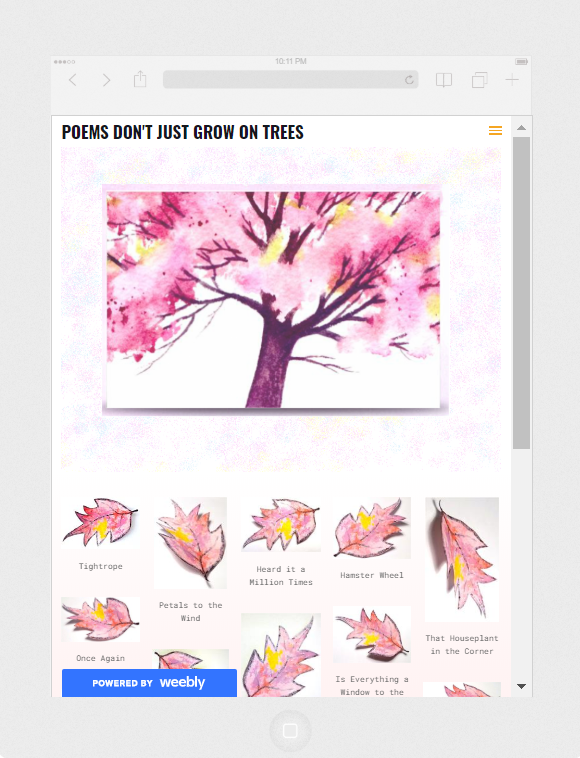 10:11 PM
POEMS DON'T JUST GROW ON TREES
Tightrope
Petals to the
Wind
Heard it a
Million Times
Hamster Wheel
That Houseplant
in the Corner
Once Again
Is Everything a
Window to the
POWERED BY weebly